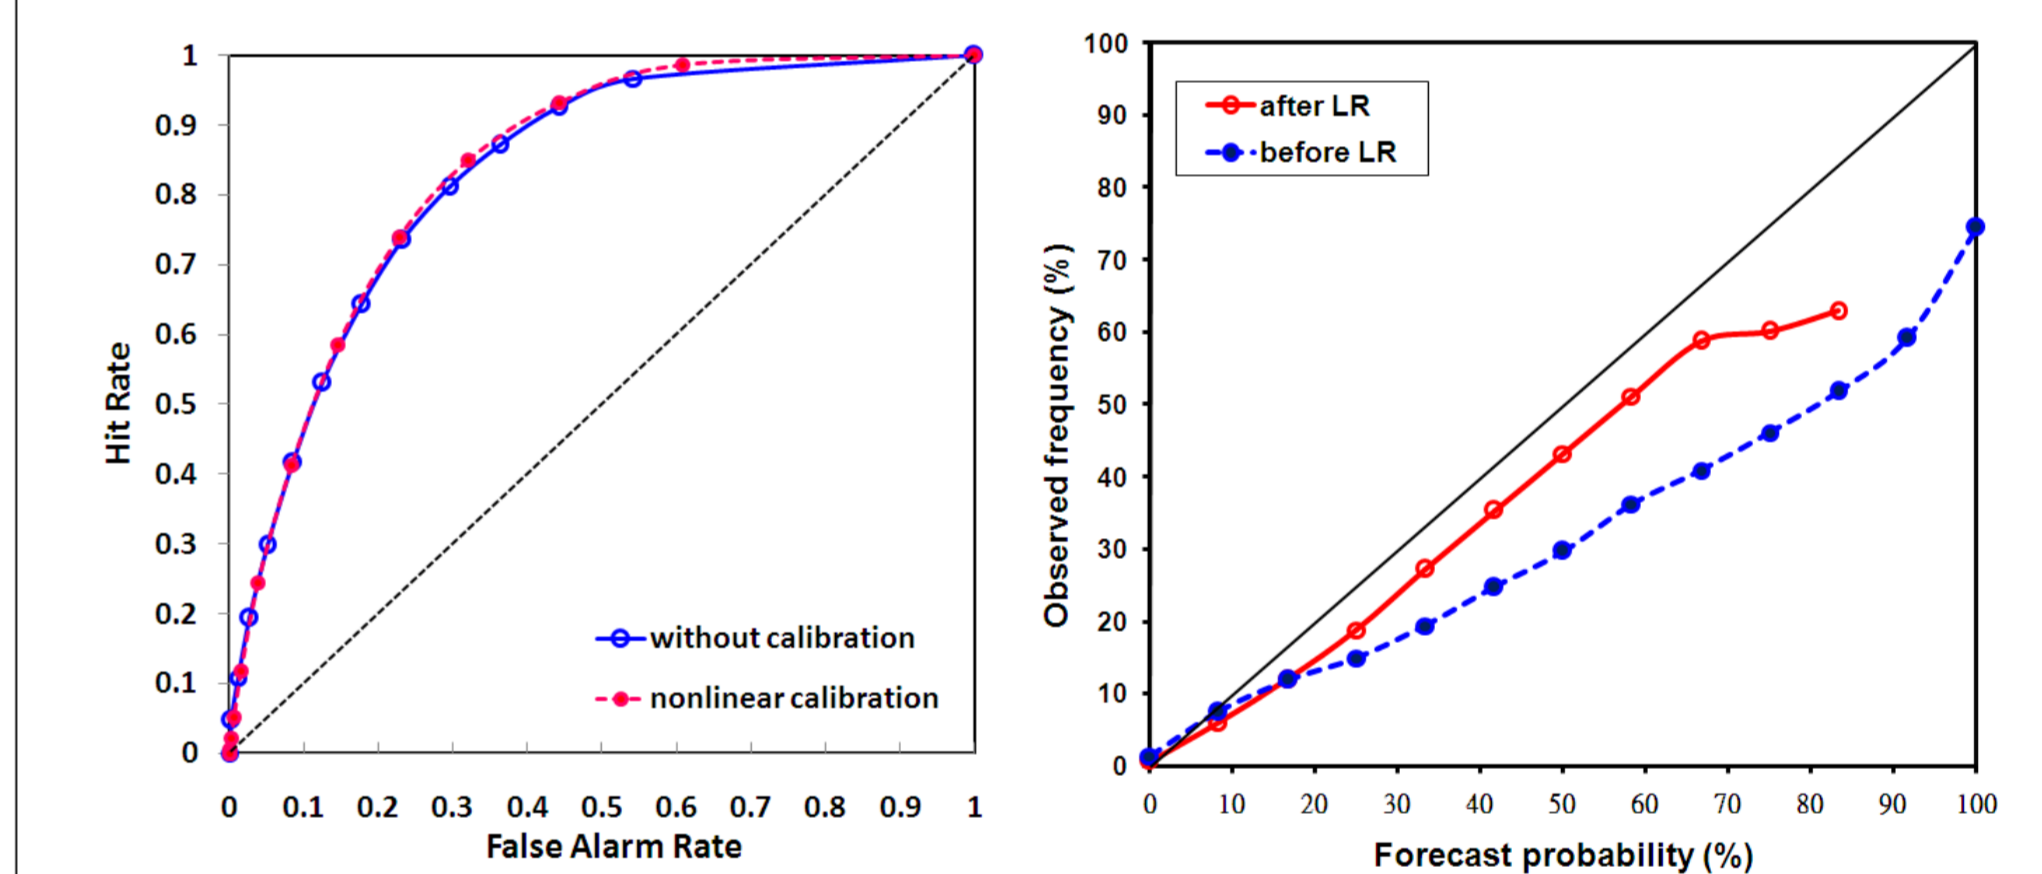 1
0.9
0.8
0.7
0.6
0.5
0.4
0.3
0.2
0.1
0
Hit Rate
without calibration
nonlinear calibration
0 0.1 0.2 0.3 0.4 0.5 0.6 0.7 0.8 0.9 1
False Alarm Rate
100
90
80
70
60
50
40
30
20
10
0
Observed frequency (%)
after LR
before LR
0 10 20 30 40 50 60 70 80 90 100
Forecast probability (%)